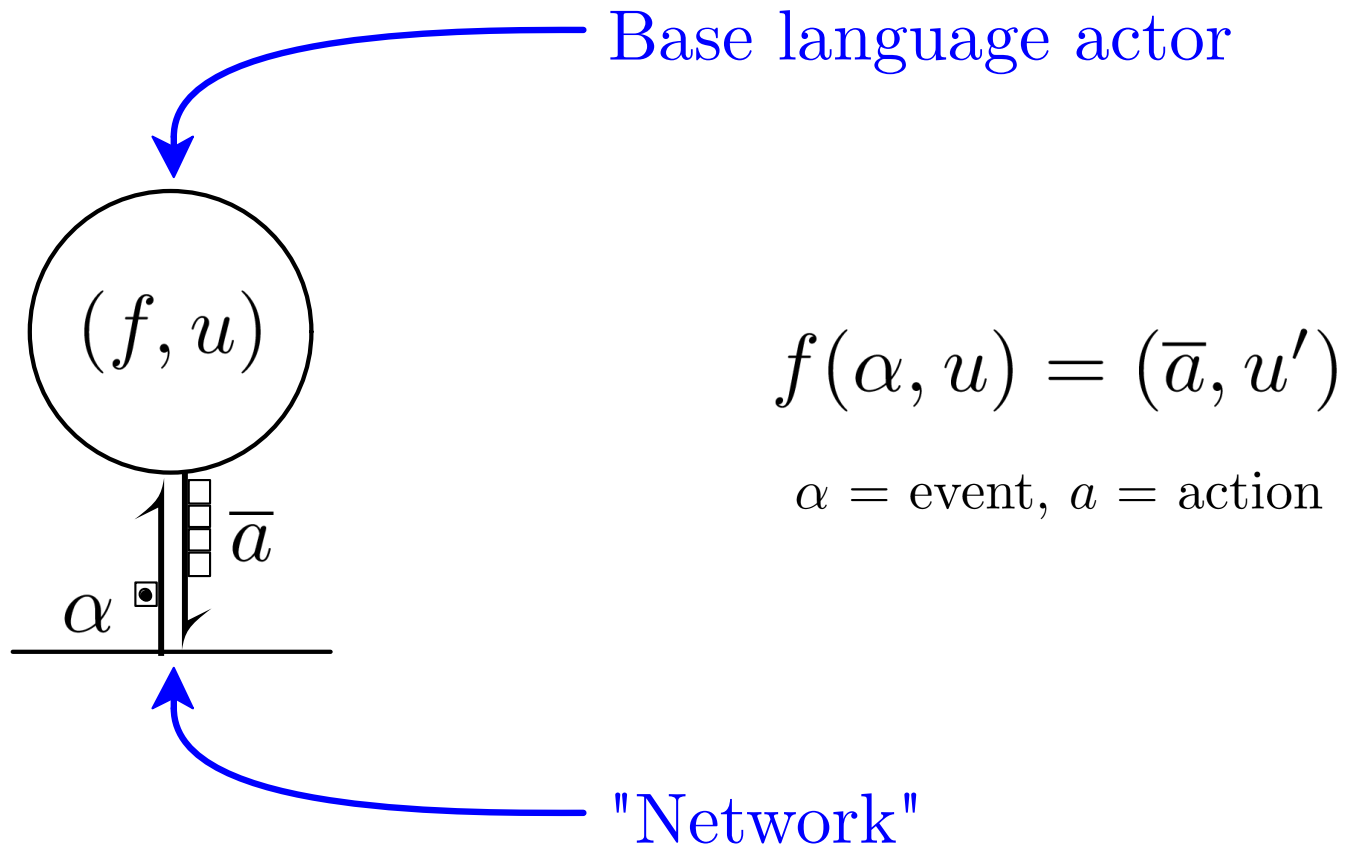 Base language actor
(f, u)
f(α, u) = (a̅, u′)
α = event, a = action
a̅
α
"Network"